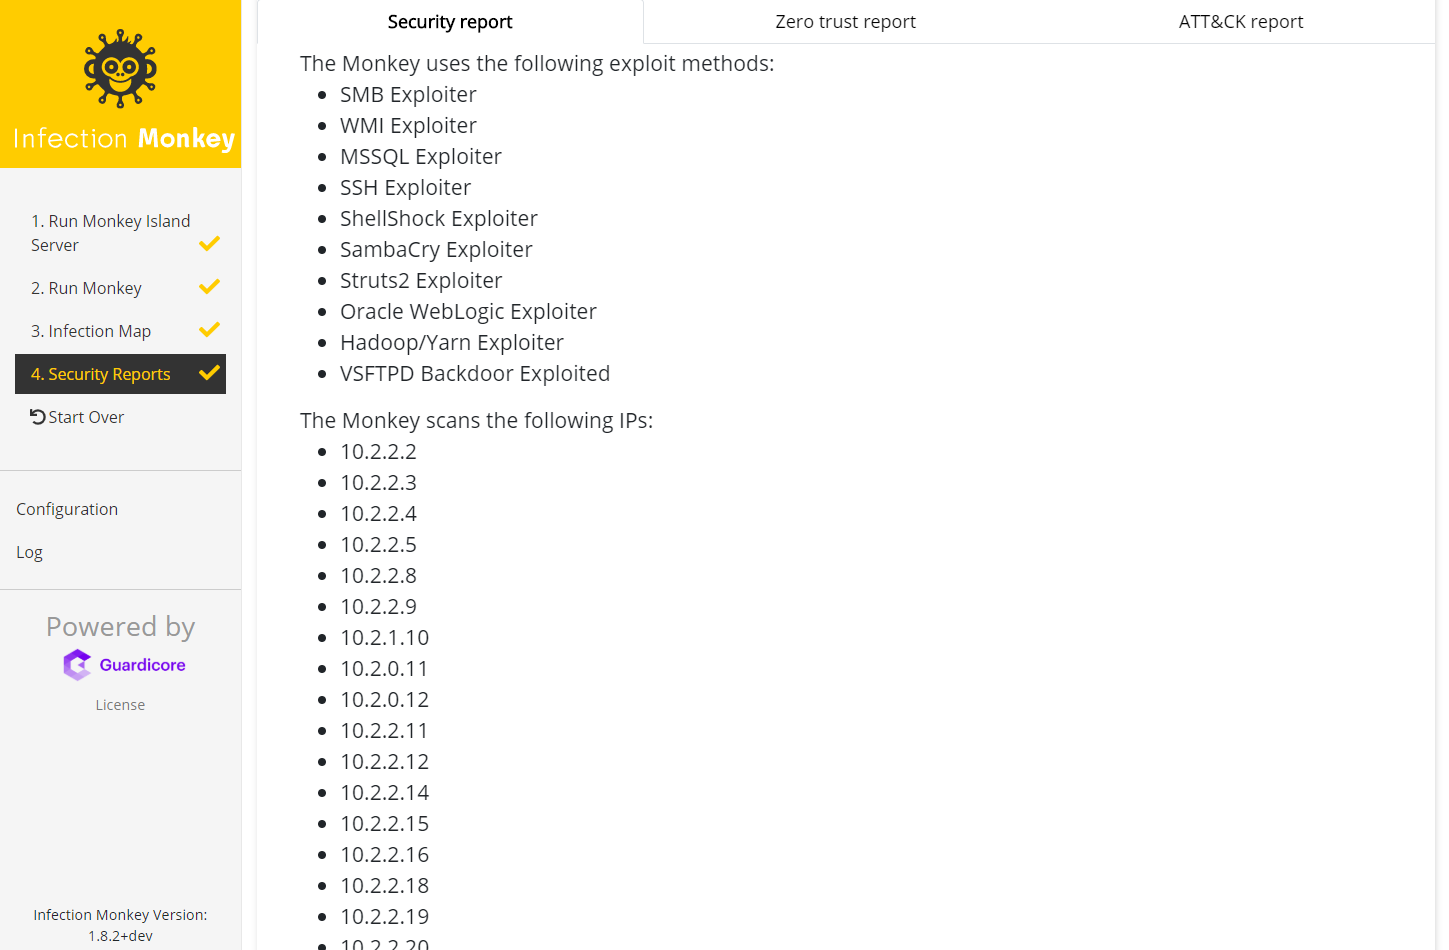 Infection Monkey
1. Run Monkey Island
Server
2. Run Monkey
3. Infection Map
4. Security Reports
Start Over
Configuration
Log
Powered by
Guardicore
License
Infection Monkey Version:
1.8.2+dev
Security report
Zero trust report
ATT&CK report
The Monkey uses the following exploit methods:
SMB Exploiter
WMI Exploiter
MSSQL Exploiter
SSH Exploiter
ShellShock Exploiter
SambaCry Exploiter
Struts2 Exploiter
Oracle WebLogic Exploiter
Hadoop/Yarn Exploiter
VSFTPD Backdoor Exploited
The Monkey scans the following IPs:
10.2.2.2
10.2.2.3
10.2.2.4
10.2.2.5
10.2.2.8
10.2.2.9
10.2.1.10
10.2.0.11
10.2.0.12
10.2.2.11
10.2.2.12
10.2.2.14
10.2.2.15
10.2.2.16
10.2.2.18
10.2.2.19
10.2.2.20